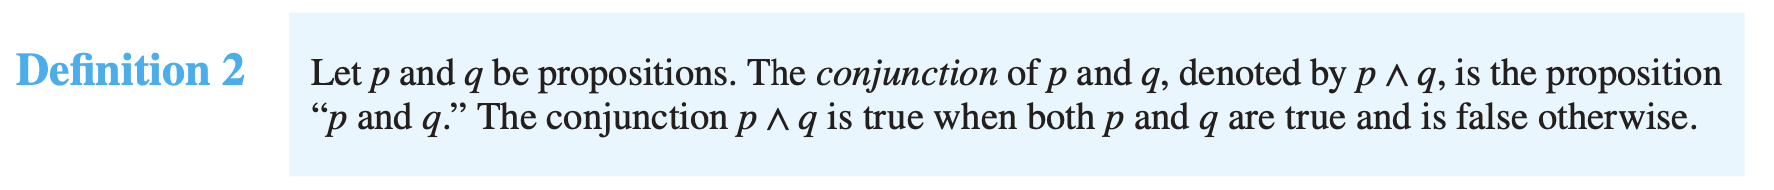 Definition 2
Let p and q be propositions. The conjunction of p and q, denoted by p ∧ q, is the proposition
“p and q.” The conjunction p ∧ q is true when both p and q are true and is false otherwise.